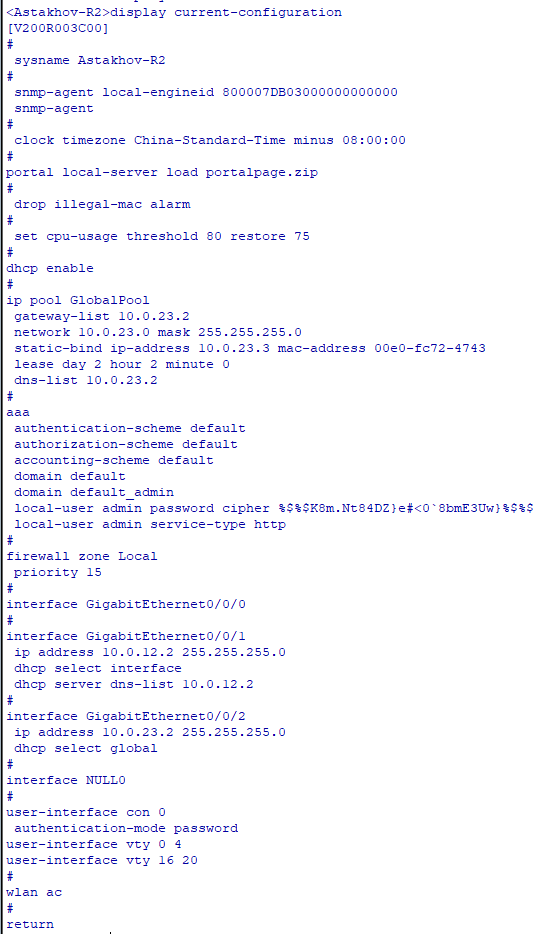 <Astakhov-R2>display current-configuration
[V200R003C00]
#
 sysname Astakhov-R2
#
 snmp-agent local-engineid 800007DB03000000000000
 snmp-agent
#
 clock timezone China-Standard-Time minus 08:00:00
#
portal local-server load portalpage.zip
#
 drop illegal-mac alarm
#
 set cpu-usage threshold 80 restore 75
#
dhcp enable
#
ip pool GlobalPool
 gateway-list 10.0.23.2
 network 10.0.23.0 mask 255.255.255.0
 static-bind ip-address 10.0.23.3 mac-address 00e0-fc72-4743
 lease day 2 hour 2 minute 0
 dns-list 10.0.23.2
#
aaa
 authentication-scheme default
 authorization-scheme default
 accounting-scheme default
 domain default
 domain default_admin
 local-user admin password cipher %$%$K8m.Nt84DZ}e#<0`8bmE3Uw}%$%$
 local-user admin service-type http
#
firewall zone Local
 priority 15
#
interface GigabitEthernet0/0/0
#
interface GigabitEthernet0/0/1
 ip address 10.0.12.2 255.255.255.0
 dhcp select interface
 dhcp server dns-list 10.0.12.2
#
interface GigabitEthernet0/0/2
 ip address 10.0.23.2 255.255.255.0
 dhcp select global
#
interface NULL0
#
user-interface con 0
 authentication-mode password
user-interface vty 0 4
user-interface vty 16 20
#
wlan ac
#
return